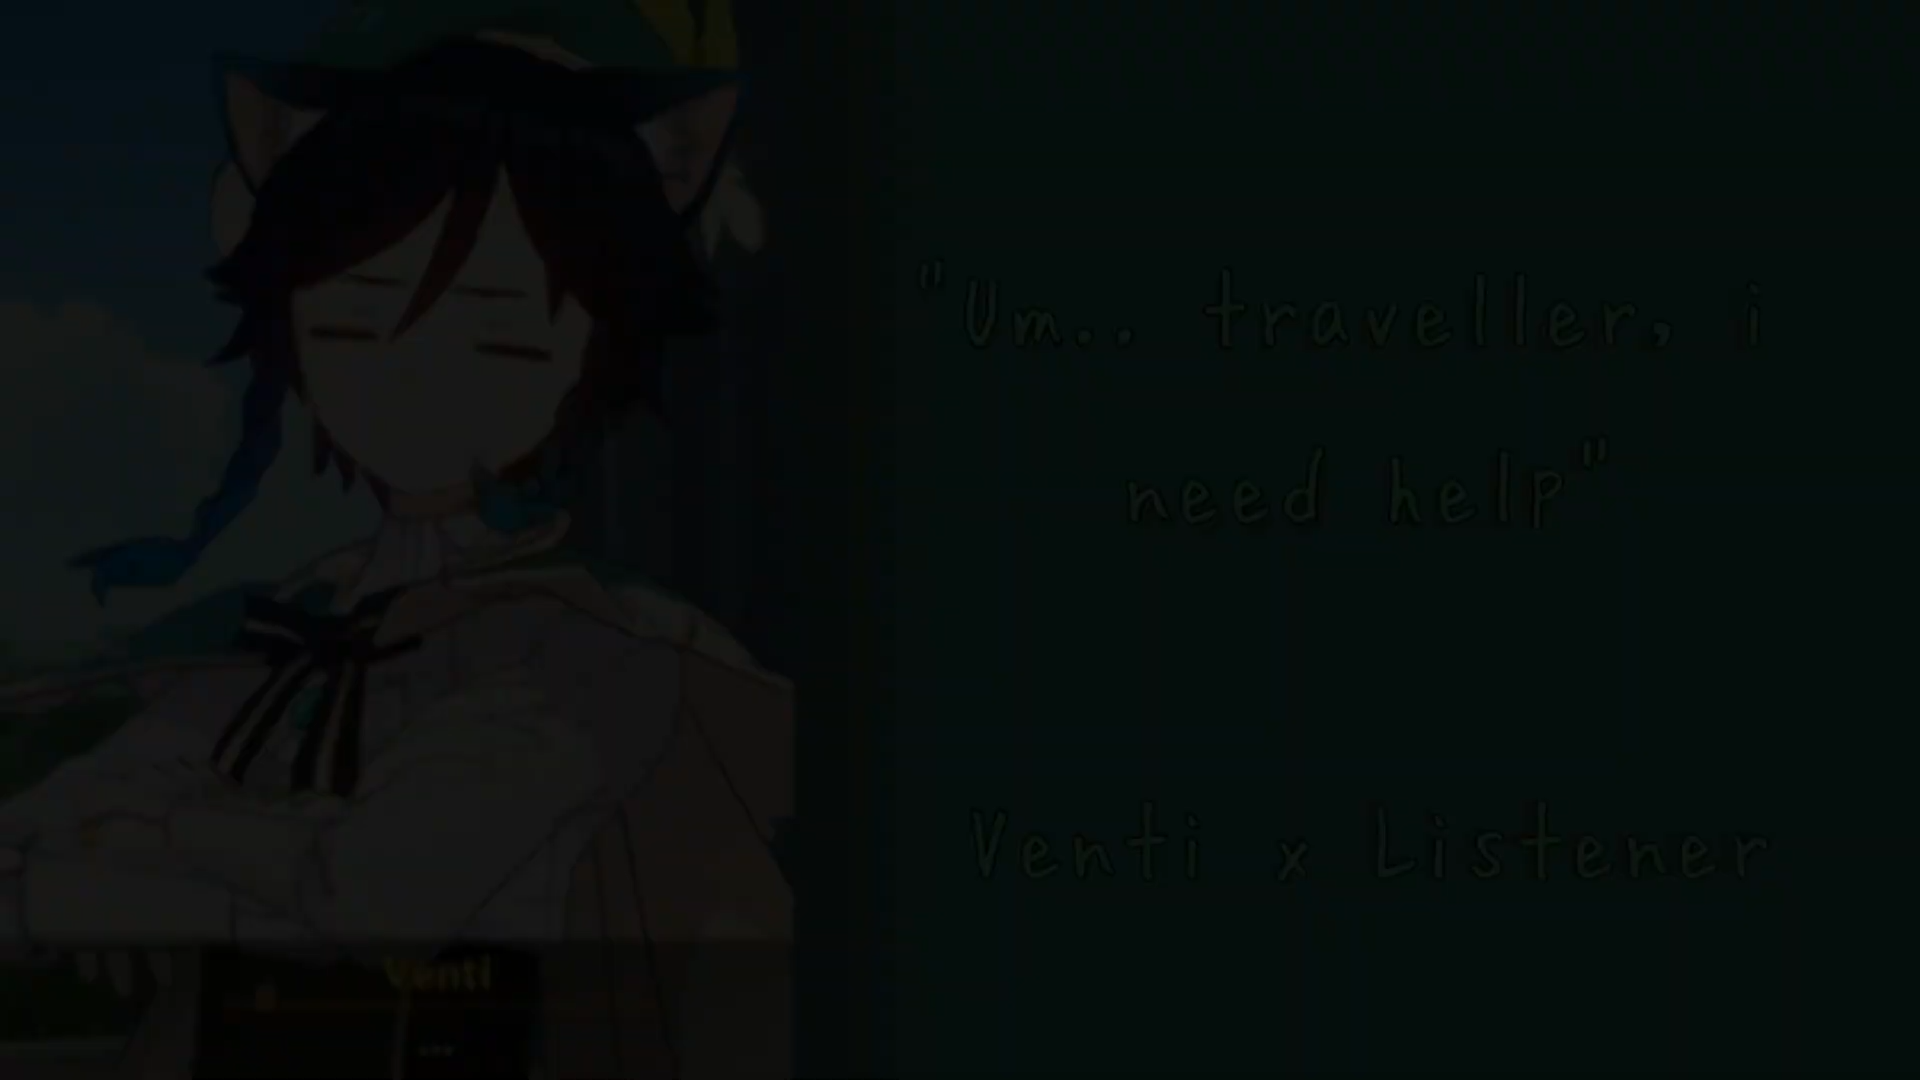 "Um.. traveller, i
need help"
Venti x Listener
Venti
...